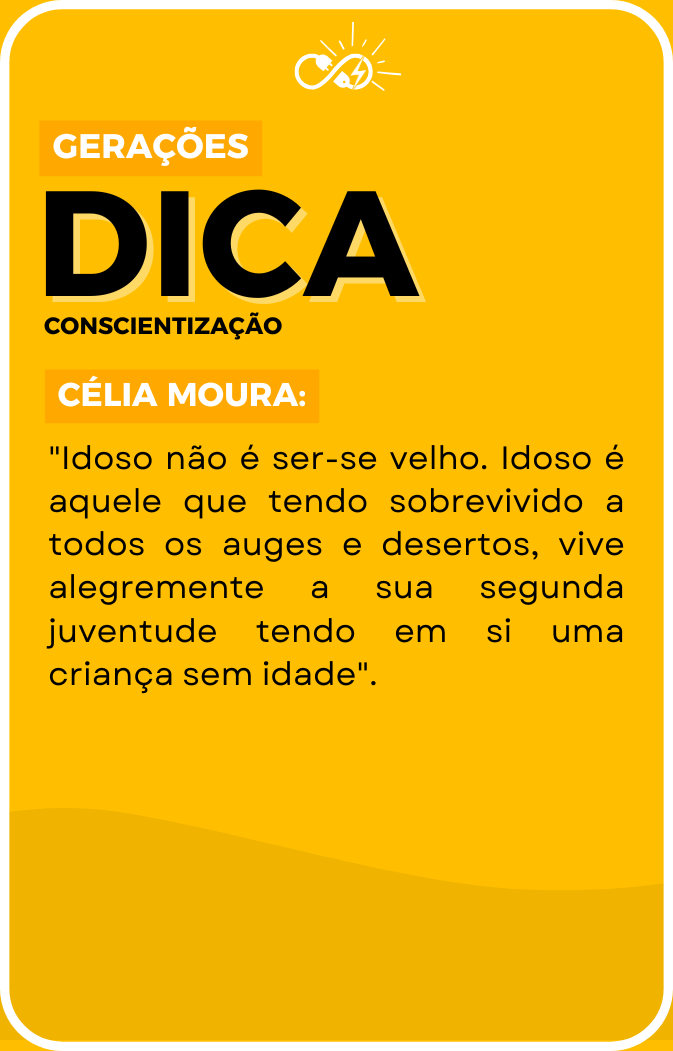 GERAÇÕES
DICA
CONSCIENTIZAÇÃO
CÉLIA MOURA:
"Idoso não é ser-se velho. Idoso é
aquele que tendo sobrevivido a
todos os auges e desertos, vive
alegremente a sua segunda
juventude tendo em si uma
criança sem idade".